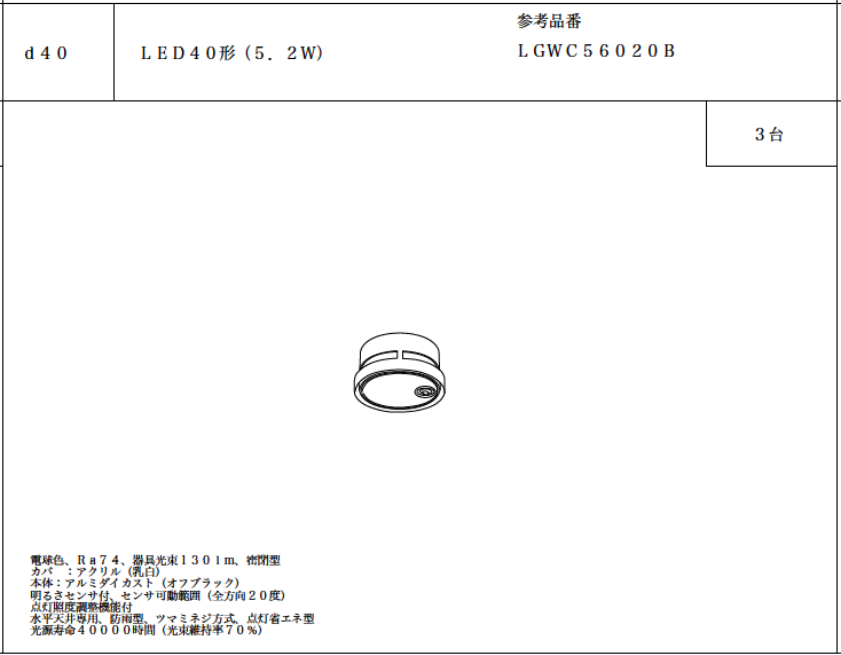 参考品番
ｄ４０
ＬＥＤ４０形（５．２Ｗ）
ＬＧＷＣ５６０２０Ｂ
３台
電球色、Ｒａ７４、器具光束１３０ｌｍ、密閉型
カバー：アクリル（乳白）
本体：アルミダイカスト（オフブラック）
明るさセンサ付、センサ可動範囲（全方向２０度）
点灯照度調整機能付
水平天井専用、防雨型、ツマミネジ方式、点灯省エネ型
光源寿命４００００時間（光束維持率７０％）